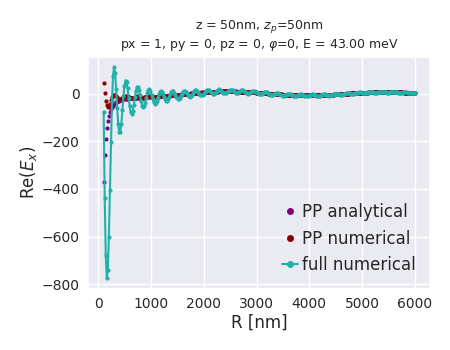 z = 50nm, z_p=50nm
px = 1, py = 0, pz = 0, φ=0, E = 43.00 meV
Re(E_x)
0
−200
−400
−600
−800
PP analytical
PP numerical
full numerical
0 1000 2000 3000 4000 5000 6000
R [nm]